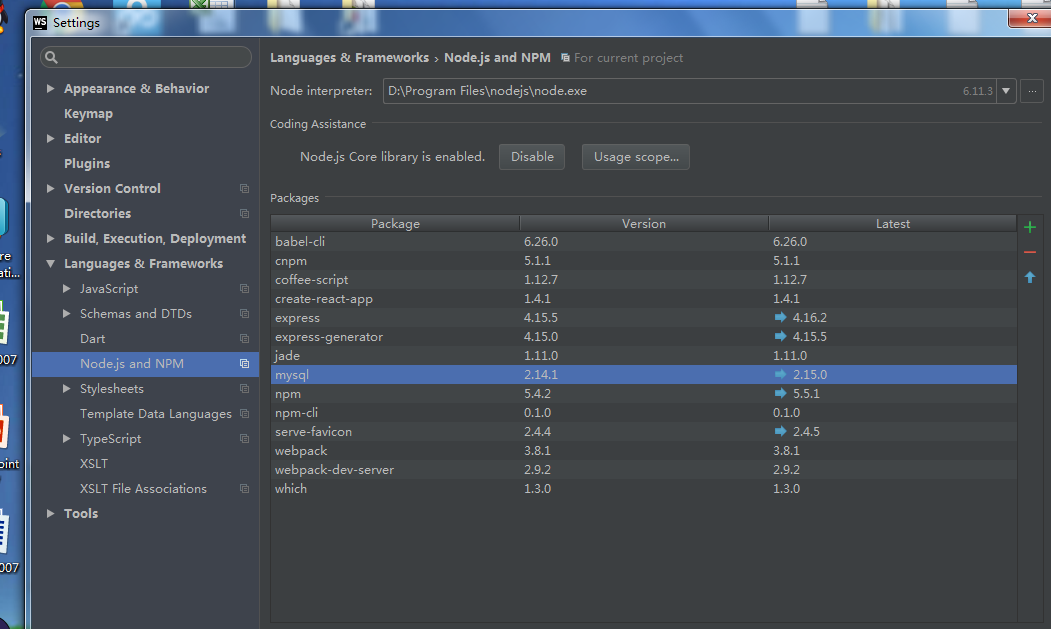 WS Settings
Languages & Frameworks › Node.js and NPM For current project
Node interpreter: D:\Program Files\nodejs\node.exe 6.11.3 ...
Coding Assistance
Node.js Core library is enabled. Disable Usage scope...
Packages
Package Version Latest
babel-cli 6.26.0 6.26.0
cnpm 5.1.1 5.1.1
coffee-script 1.12.7 1.12.7
create-react-app 1.4.1 1.4.1
express 4.15.5 4.16.2
express-generator 4.15.0 4.15.5
jade 1.11.0 1.11.0
mysql 2.14.1 2.15.0
npm 5.4.2 5.5.1
npm-cli 0.1.0 0.1.0
serve-favicon 2.4.4 2.4.5
webpack 3.8.1 3.8.1
webpack-dev-server 2.9.2 2.9.2
which 1.3.0 1.3.0
Appearance & Behavior
Keymap
Editor
Plugins
Version Control
Directories
Build, Execution, Deployment
Languages & Frameworks
JavaScript
Schemas and DTDs
Dart
Node.js and NPM
Stylesheets
Template Data Languages
TypeScript
XSLT
XSLT File Associations
Tools
re
ati...
007
oint
007